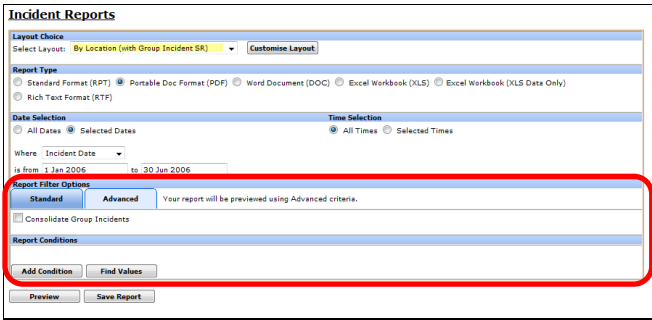 Incident Reports
Layout Choice
Select Layout: By Location (with Group Incident SR) Customise Layout
Report Type
Standard Format (RPT) Portable Doc Format (PDF) Word Document (DOC) Excel Workbook (XLS) Excel Workbook (XLS Data Only)
Rich Text Format (RTF)
Date Selection Time Selection
All Dates Selected Dates All Times Selected Times
Where Incident Date
is from 1 Jan 2006 to 30 Jun 2006
Report Filter Options
Standard Advanced Your report will be previewed using Advanced criteria.
Consolidate Group Incidents
Report Conditions
Add Condition Find Values
Preview Save Report